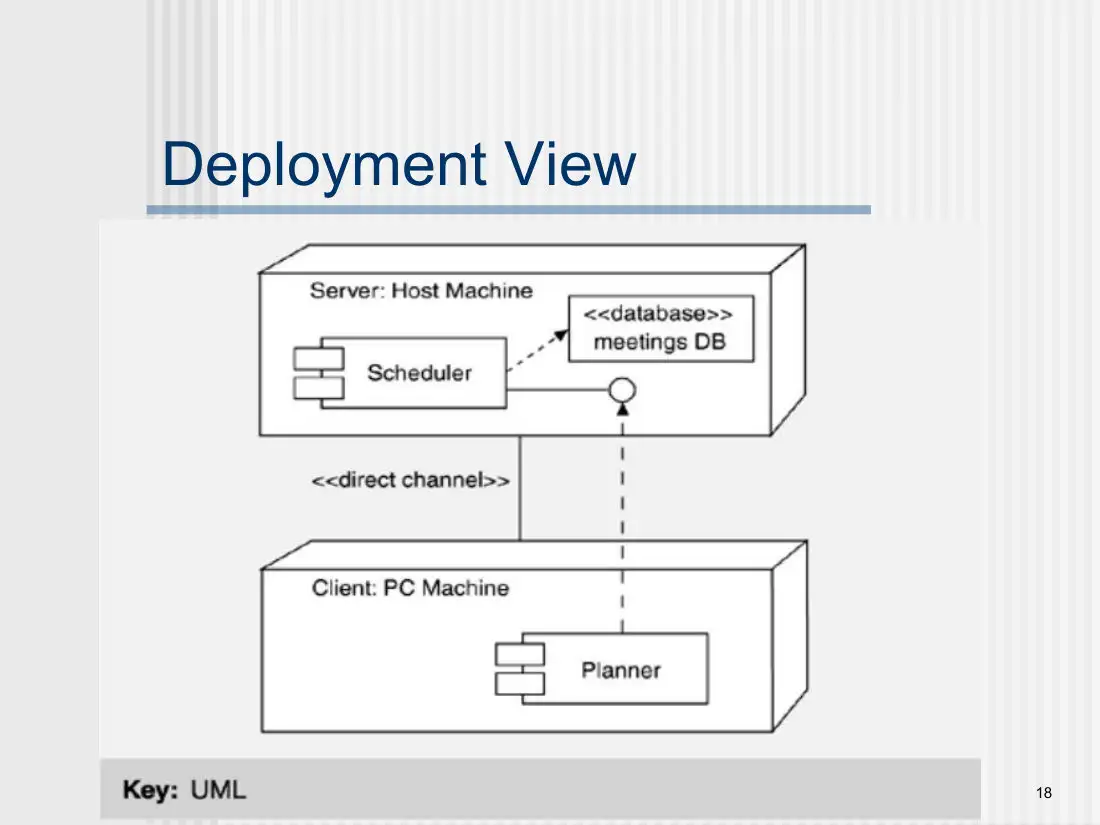 Deployment View
Server: Host Machine
<<database>>
meetings DB
Scheduler
<<direct channel>>
Client: PC Machine
Planner
Key: UML
18